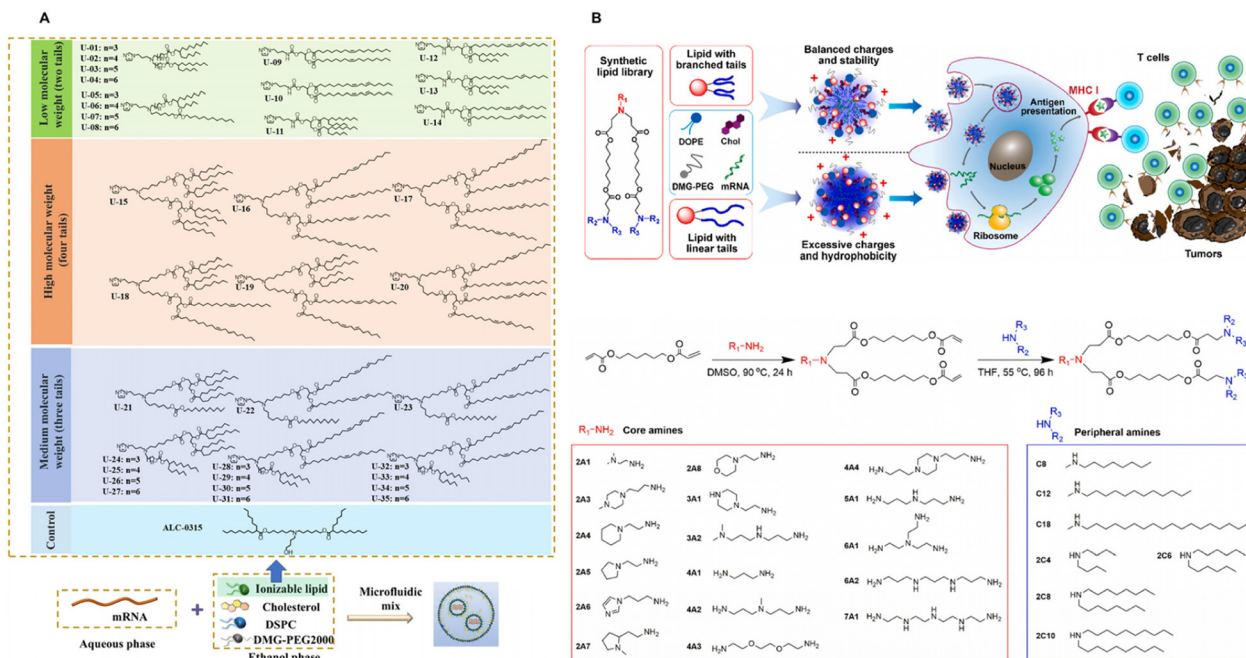 A
Low molecular
weight (two tails)
U-01: n=3
U-02: n=4
U-03: n=5
U-04: n=6
U-05: n=3
U-06: n=4
U-07: n=5
U-08: n=6
U-09
U-10
U-11
U-12
U-13
U-14
High molecular weight
(four tails)
U-15
U-16
U-17
U-18
U-19
U-20
Medium molecular
weight (three tails)
U-21
U-22
U-23
U-24: n=3
U-25: n=4
U-26: n=5
U-27: n=6
U-28: n=3
U-29: n=4
U-30: n=5
U-31: n=6
U-32: n=3
U-33: n=4
U-34: n=5
U-35: n=6
Control
ALC-0315
mRNA
Aqueous phase
+
Ionizable lipid
Cholesterol
DSPC
DMG-PEG2000
Ethanol phase
Microfluidic
mix
B
Synthetic
lipid library
Lipid with
branched tails
DOPE
Chol
DMG-PEG
mRNA
Lipid with
linear tails
Balanced charges
and stability
Excessive charges
and hydrophobicity
Nucleus
Antigen
presentation
MHC I
Ribosome
T cells
Tumors
R1-NH2
DMSO, 90 °C, 24 h
THF, 55 °C, 96 h
R1-NH2 Core amines
2A1
2A3
2A4
2A5
2A6
2A7
2A8
3A1
3A2
4A1
4A2
4A3
4A4
5A1
6A1
6A2
7A1
Peripheral amines
C8
C12
C18
2C4
2C6
2C8
2C10